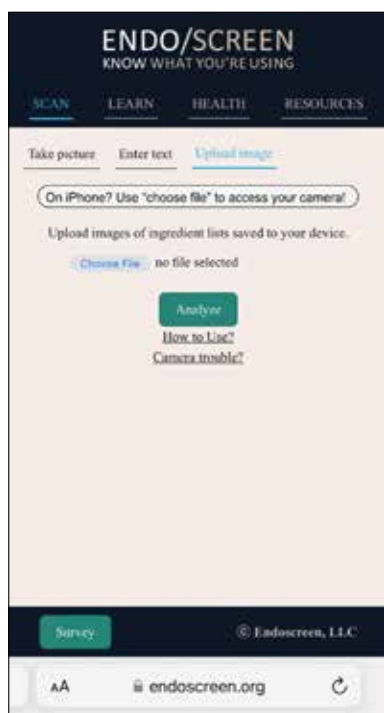 ENDO/SCREEN
KNOW WHAT YOU'RE USING
SCAN LEARN HEALTH RESOURCES
Take picture Enter text Upload image
On iPhone? Use "choose file" to access your camera!
Upload images of ingredient lists saved to your device.
Choose File no file selected
Analyze
How to Use?
Camera trouble?
Survey © Endoscreen, LLC
AA endoscreen.org